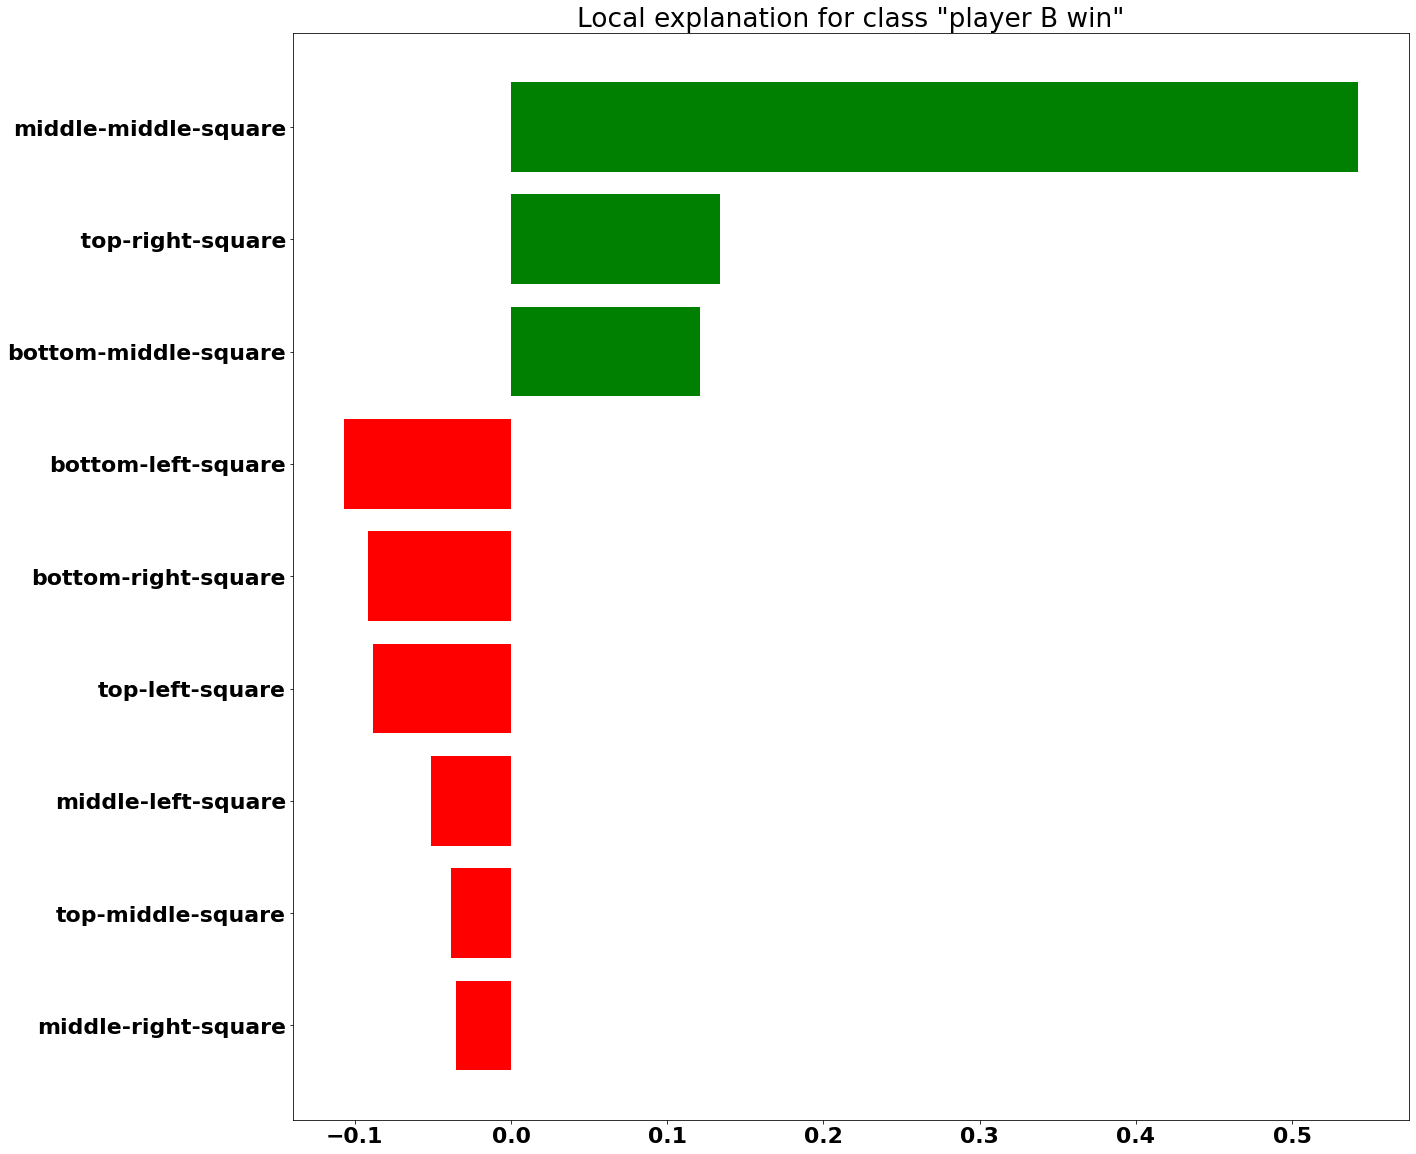 Local explanation for class "player B win"
middle-middle-square
top-right-square
bottom-middle-square
bottom-left-square
bottom-right-square
top-left-square
middle-left-square
top-middle-square
middle-right-square
−0.1 0.0 0.1 0.2 0.3 0.4 0.5